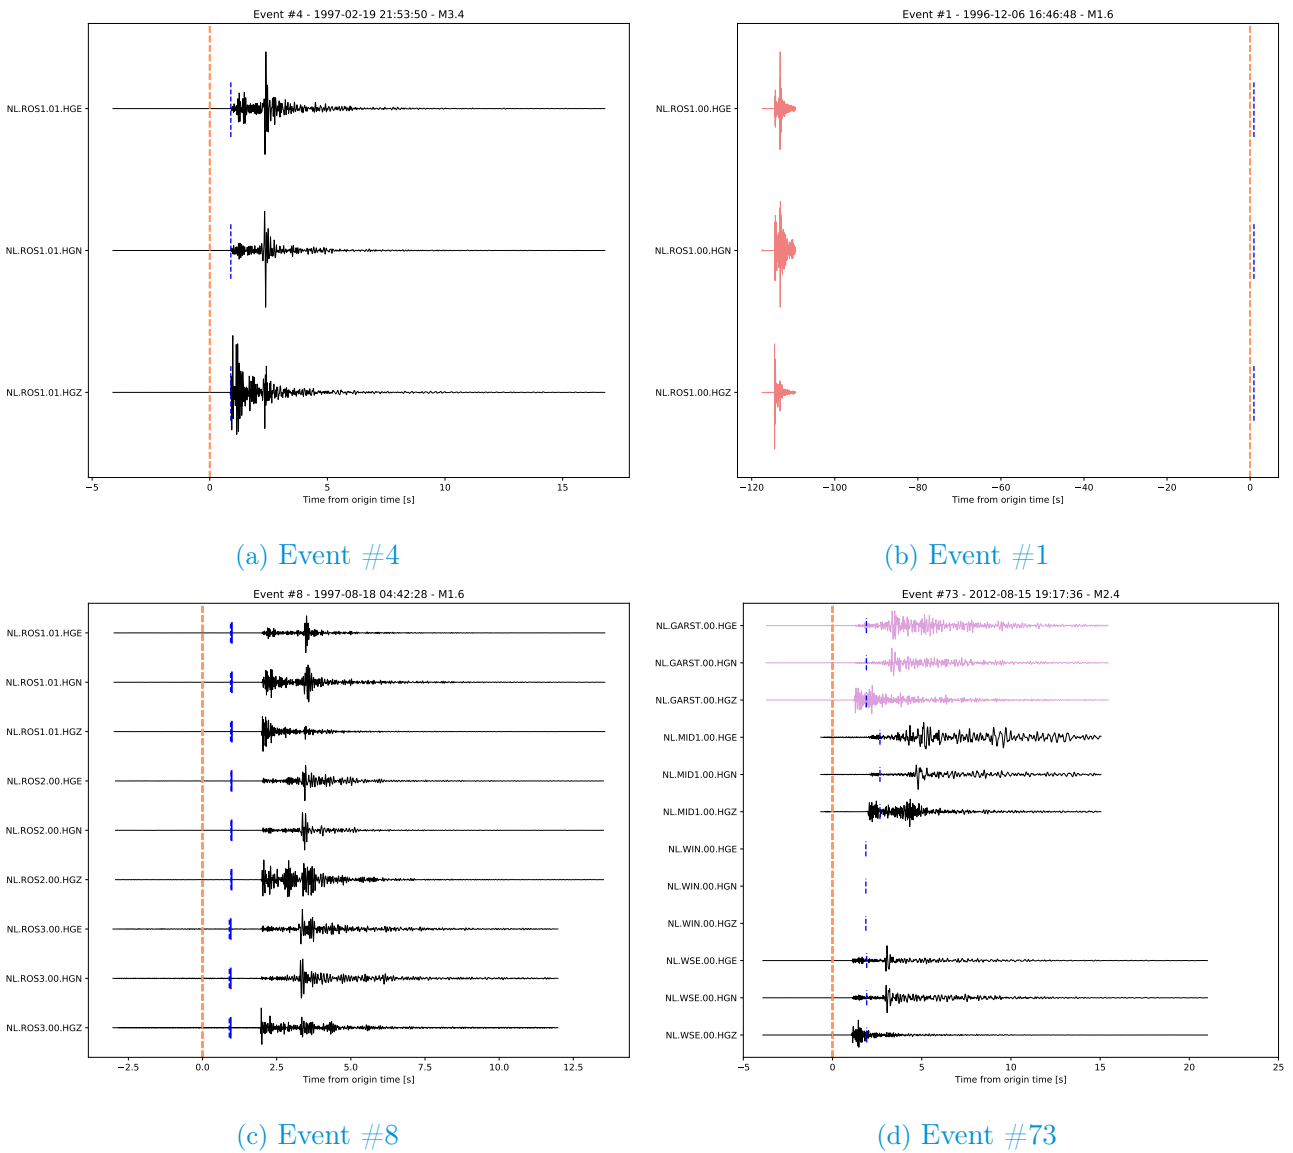 Event #4 - 1997-02-19 21:53:50 - M3.4
NL.ROS1.01.HGE
NL.ROS1.01.HGN
NL.ROS1.01.HGZ
−5 0 5 10 15
Time from origin time [s]
(a) Event #4
Event #1 - 1996-12-06 16:46:48 - M1.6
NL.ROS1.00.HGE
NL.ROS1.00.HGN
NL.ROS1.00.HGZ
−120 −100 −80 −60 −40 −20 0
Time from origin time [s]
(b) Event #1
Event #8 - 1997-08-18 04:42:28 - M1.6
NL.ROS1.01.HGE
NL.ROS1.01.HGN
NL.ROS1.01.HGZ
NL.ROS2.00.HGE
NL.ROS2.00.HGN
NL.ROS2.00.HGZ
NL.ROS3.00.HGE
NL.ROS3.00.HGN
NL.ROS3.00.HGZ
−2.5 0.0 2.5 5.0 7.5 10.0 12.5
Time from origin time [s]
(c) Event #8
Event #73 - 2012-08-15 19:17:36 - M2.4
NL.GARST.00.HGE
NL.GARST.00.HGN
NL.GARST.00.HGZ
NL.MID1.00.HGE
NL.MID1.00.HGN
NL.MID1.00.HGZ
NL.WIN.00.HGE
NL.WIN.00.HGN
NL.WIN.00.HGZ
NL.WSE.00.HGE
NL.WSE.00.HGN
NL.WSE.00.HGZ
−5 0 5 10 15 20 25
Time from origin time [s]
(d) Event #73